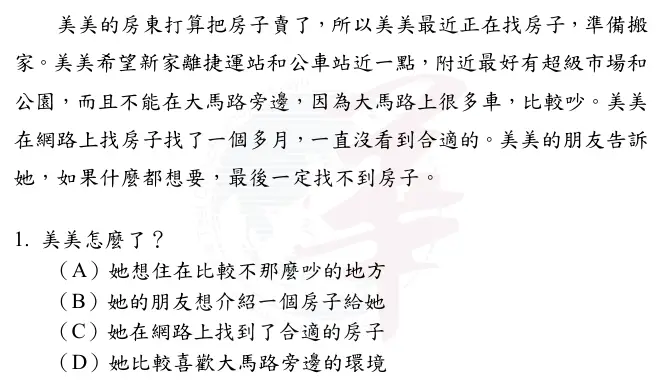 美美的房東打算把房子賣了，所以美美最近正在找房子，準備搬
家。美美希望新家離捷運站和公車站近一點，附近最好有超級市場和
公園，而且不能在大馬路旁邊，因為大馬路上很多車，比較吵。美美
在網路上找房子找了一個多月，一直沒看到合適的。美美的朋友告訴
她，如果什麼都想要，最後一定找不到房子。
1. 美美怎麼了？
（A）她想住在比較不那麼吵的地方
（B）她的朋友想介紹一個房子給她
（C）她在網路上找到了合適的房子
（D）她比較喜歡大馬路旁邊的環境